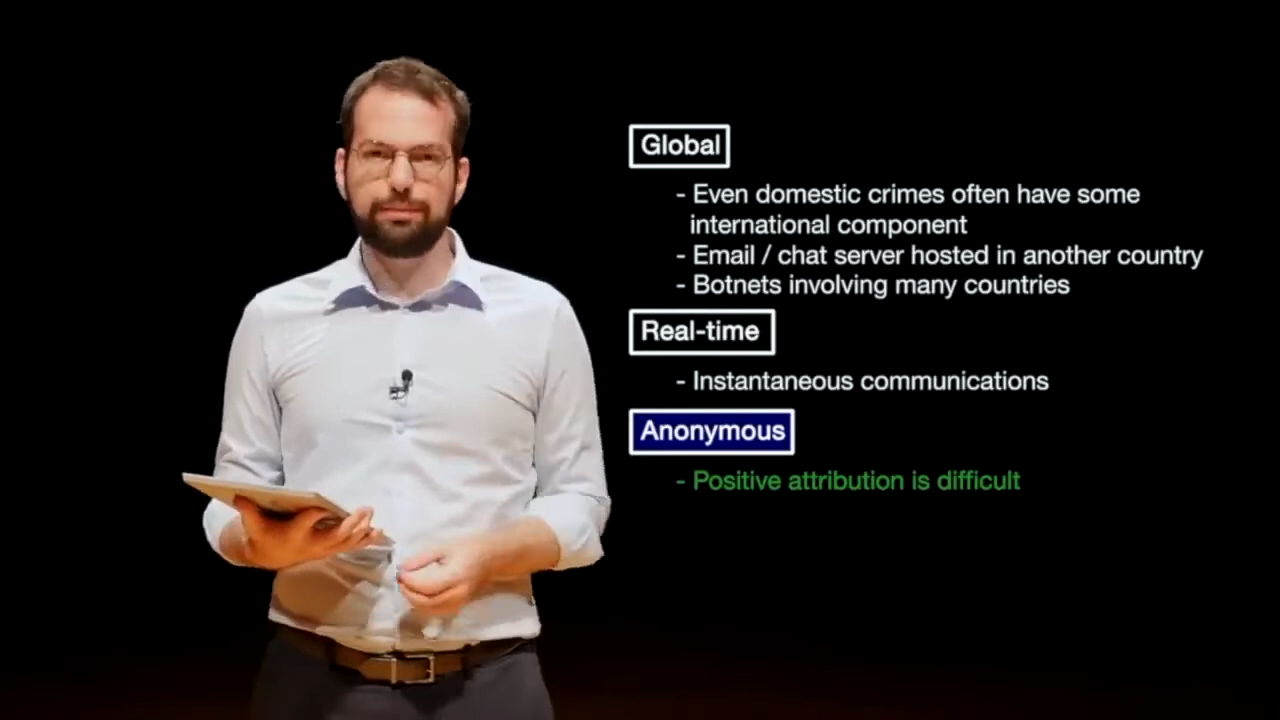 Global
- Even domestic crimes often have some
international component
- Email / chat server hosted in another country
- Botnets involving many countries
Real-time
- Instantaneous communications
Anonymous
- Positive attribution is difficult